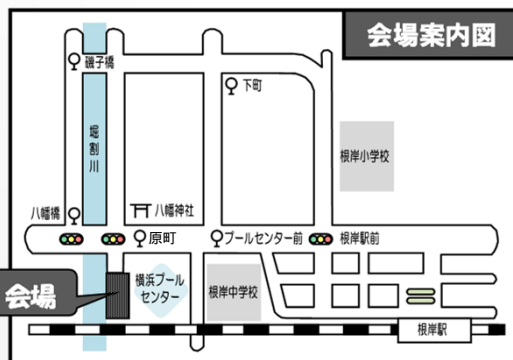 会場案内図
磯子橋
下町
堀割川
根岸小学校
八幡橋
八幡神社
原町
プールセンター前
根岸駅前
横浜プール
センター
根岸中学校
会場
根岸駅